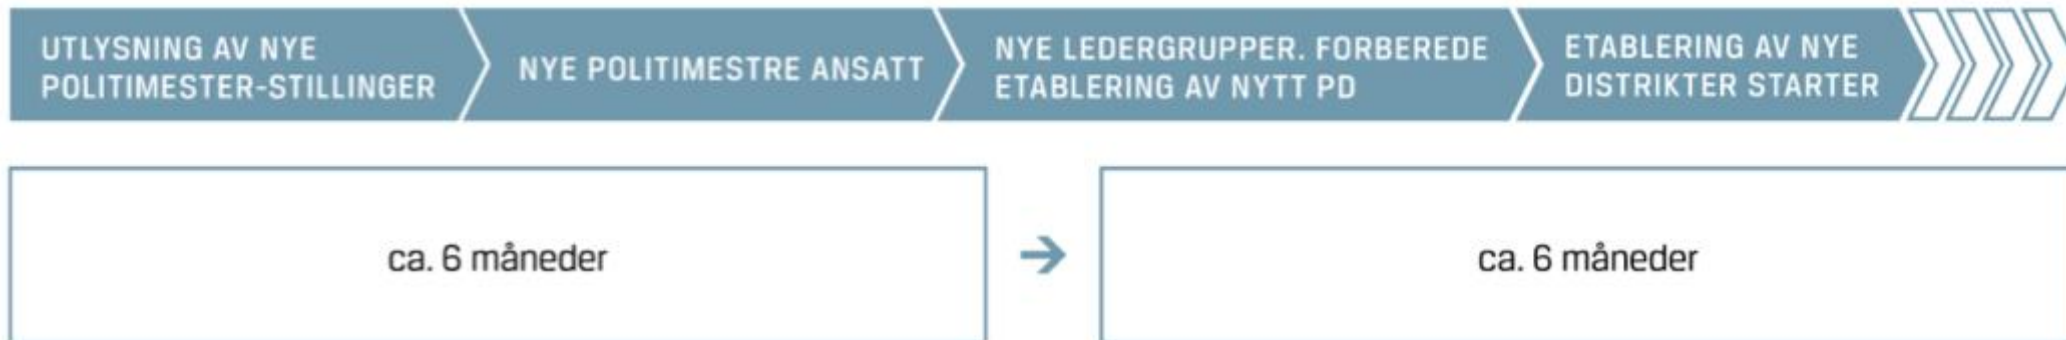 UTLYSNING AV NYE
POLITIMESTER-STILLINGER
NYE POLITIMESTRE ANSATT
NYE LEDERGRUPPER. FORBEREDE
ETABLERING AV NYTT PD
ETABLERING AV NYE
DISTRIKTER STARTER
ca. 6 måneder
ca. 6 måneder